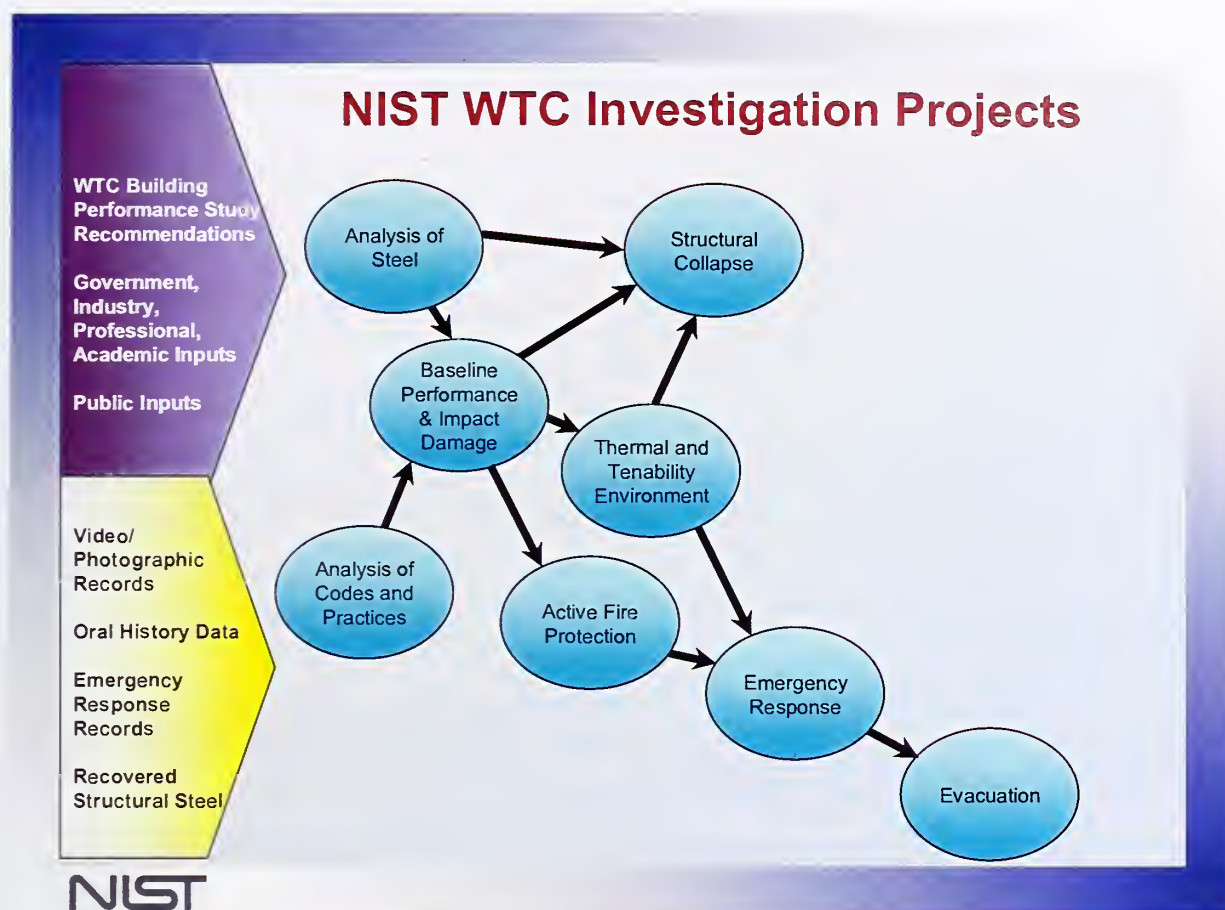 NIST WTC Investigation Projects
WTC Building
Performance Study
Recommendations
Government,
Industry,
Professional,
Academic Inputs
Public Inputs
Video/
Photographic
Records
Oral History Data
Emergency
Response
Records
Recovered
Structural Steel
Analysis of
Steel
Structural
Collapse
Baseline
Performance
& Impact
Damage
Thermal and
Tenability
Environment
Analysis of
Codes and
Practices
Active Fire
Protection
Emergency
Response
Evacuation
NIST